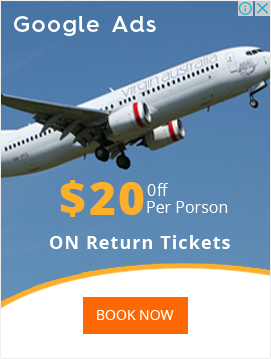 Google Ads
virgin australia
$20 Off
Per Porson
ON Return Tickets
BOOK NOW